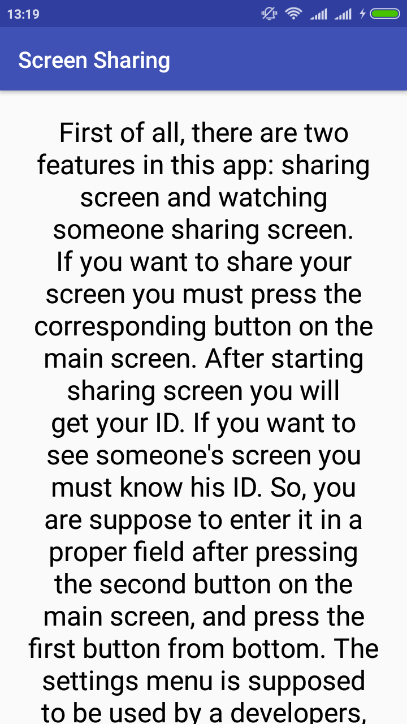 13:19
Screen Sharing
First of all, there are two
features in this app: sharing
screen and watching
someone sharing screen.
If you want to share your
screen you must press the
corresponding button on the
main screen. After starting
sharing screen you will
get your ID. If you want to
see someone's screen you
must know his ID. So, you
are suppose to enter it in a
proper field after pressing
the second button on the
main screen, and press the
first button from bottom. The
settings menu is supposed
to be used by a developers,